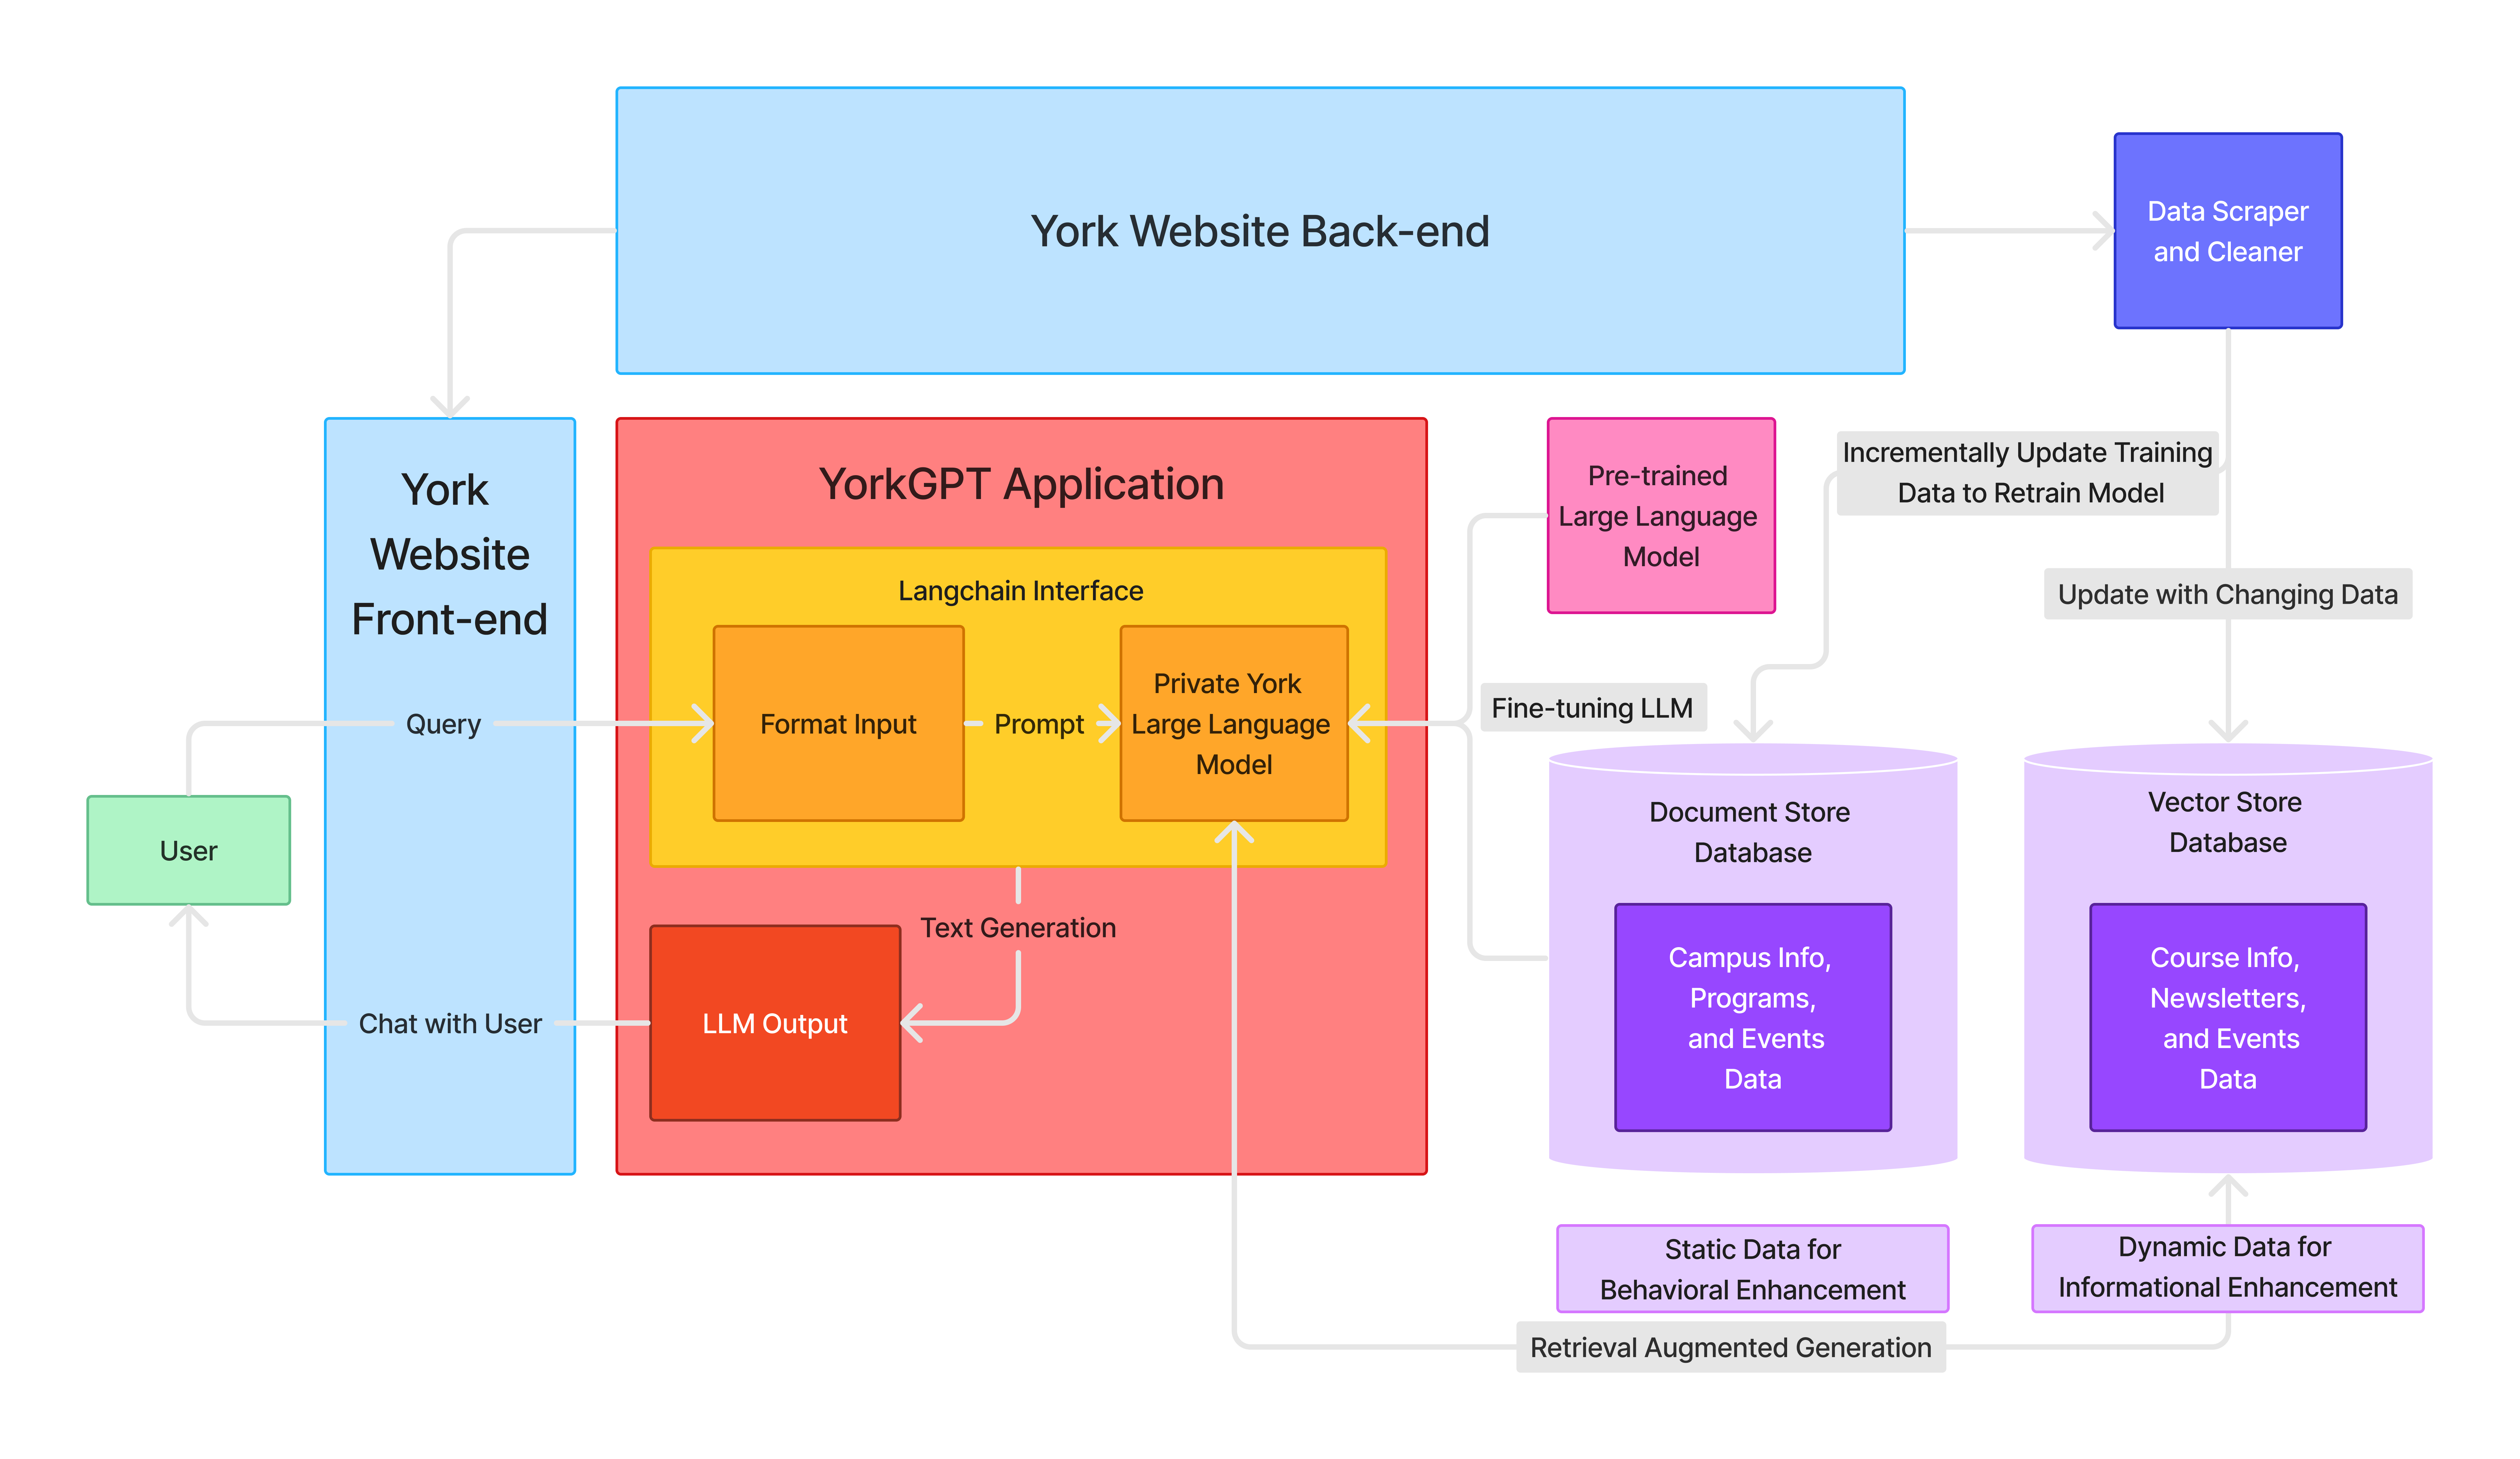 York Website Back-end
Data Scraper
and Cleaner
York
Website
Front-end
YorkGPT Application
Langchain Interface
Format Input
Prompt
Private York
Large Language
Model
Query
User
Chat with User
Text Generation
LLM Output
Pre-trained
Large Language
Model
Fine-tuning LLM
Incrementally Update Training
Data to Retrain Model
Update with Changing Data
Document Store
Database
Campus Info,
Programs,
and Events
Data
Vector Store
Database
Course Info,
Newsletters,
and Events
Data
Static Data for
Behavioral Enhancement
Dynamic Data for
Informational Enhancement
Retrieval Augmented Generation